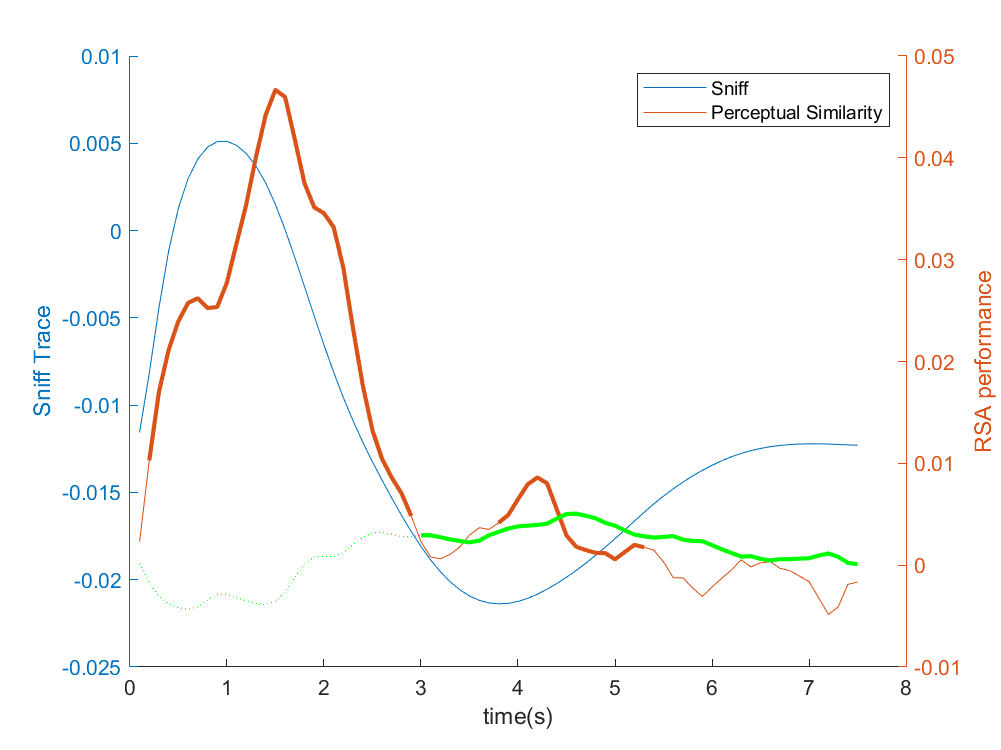 0.01
0.005
0
-0.005
-0.01
-0.015
-0.02
-0.025
Sniff Trace
0.05
0.04
0.03
0.02
0.01
0
-0.01
RSA performance
Sniff
Perceptual Similarity
0 1 2 3 4 5 6 7 8
time(s)